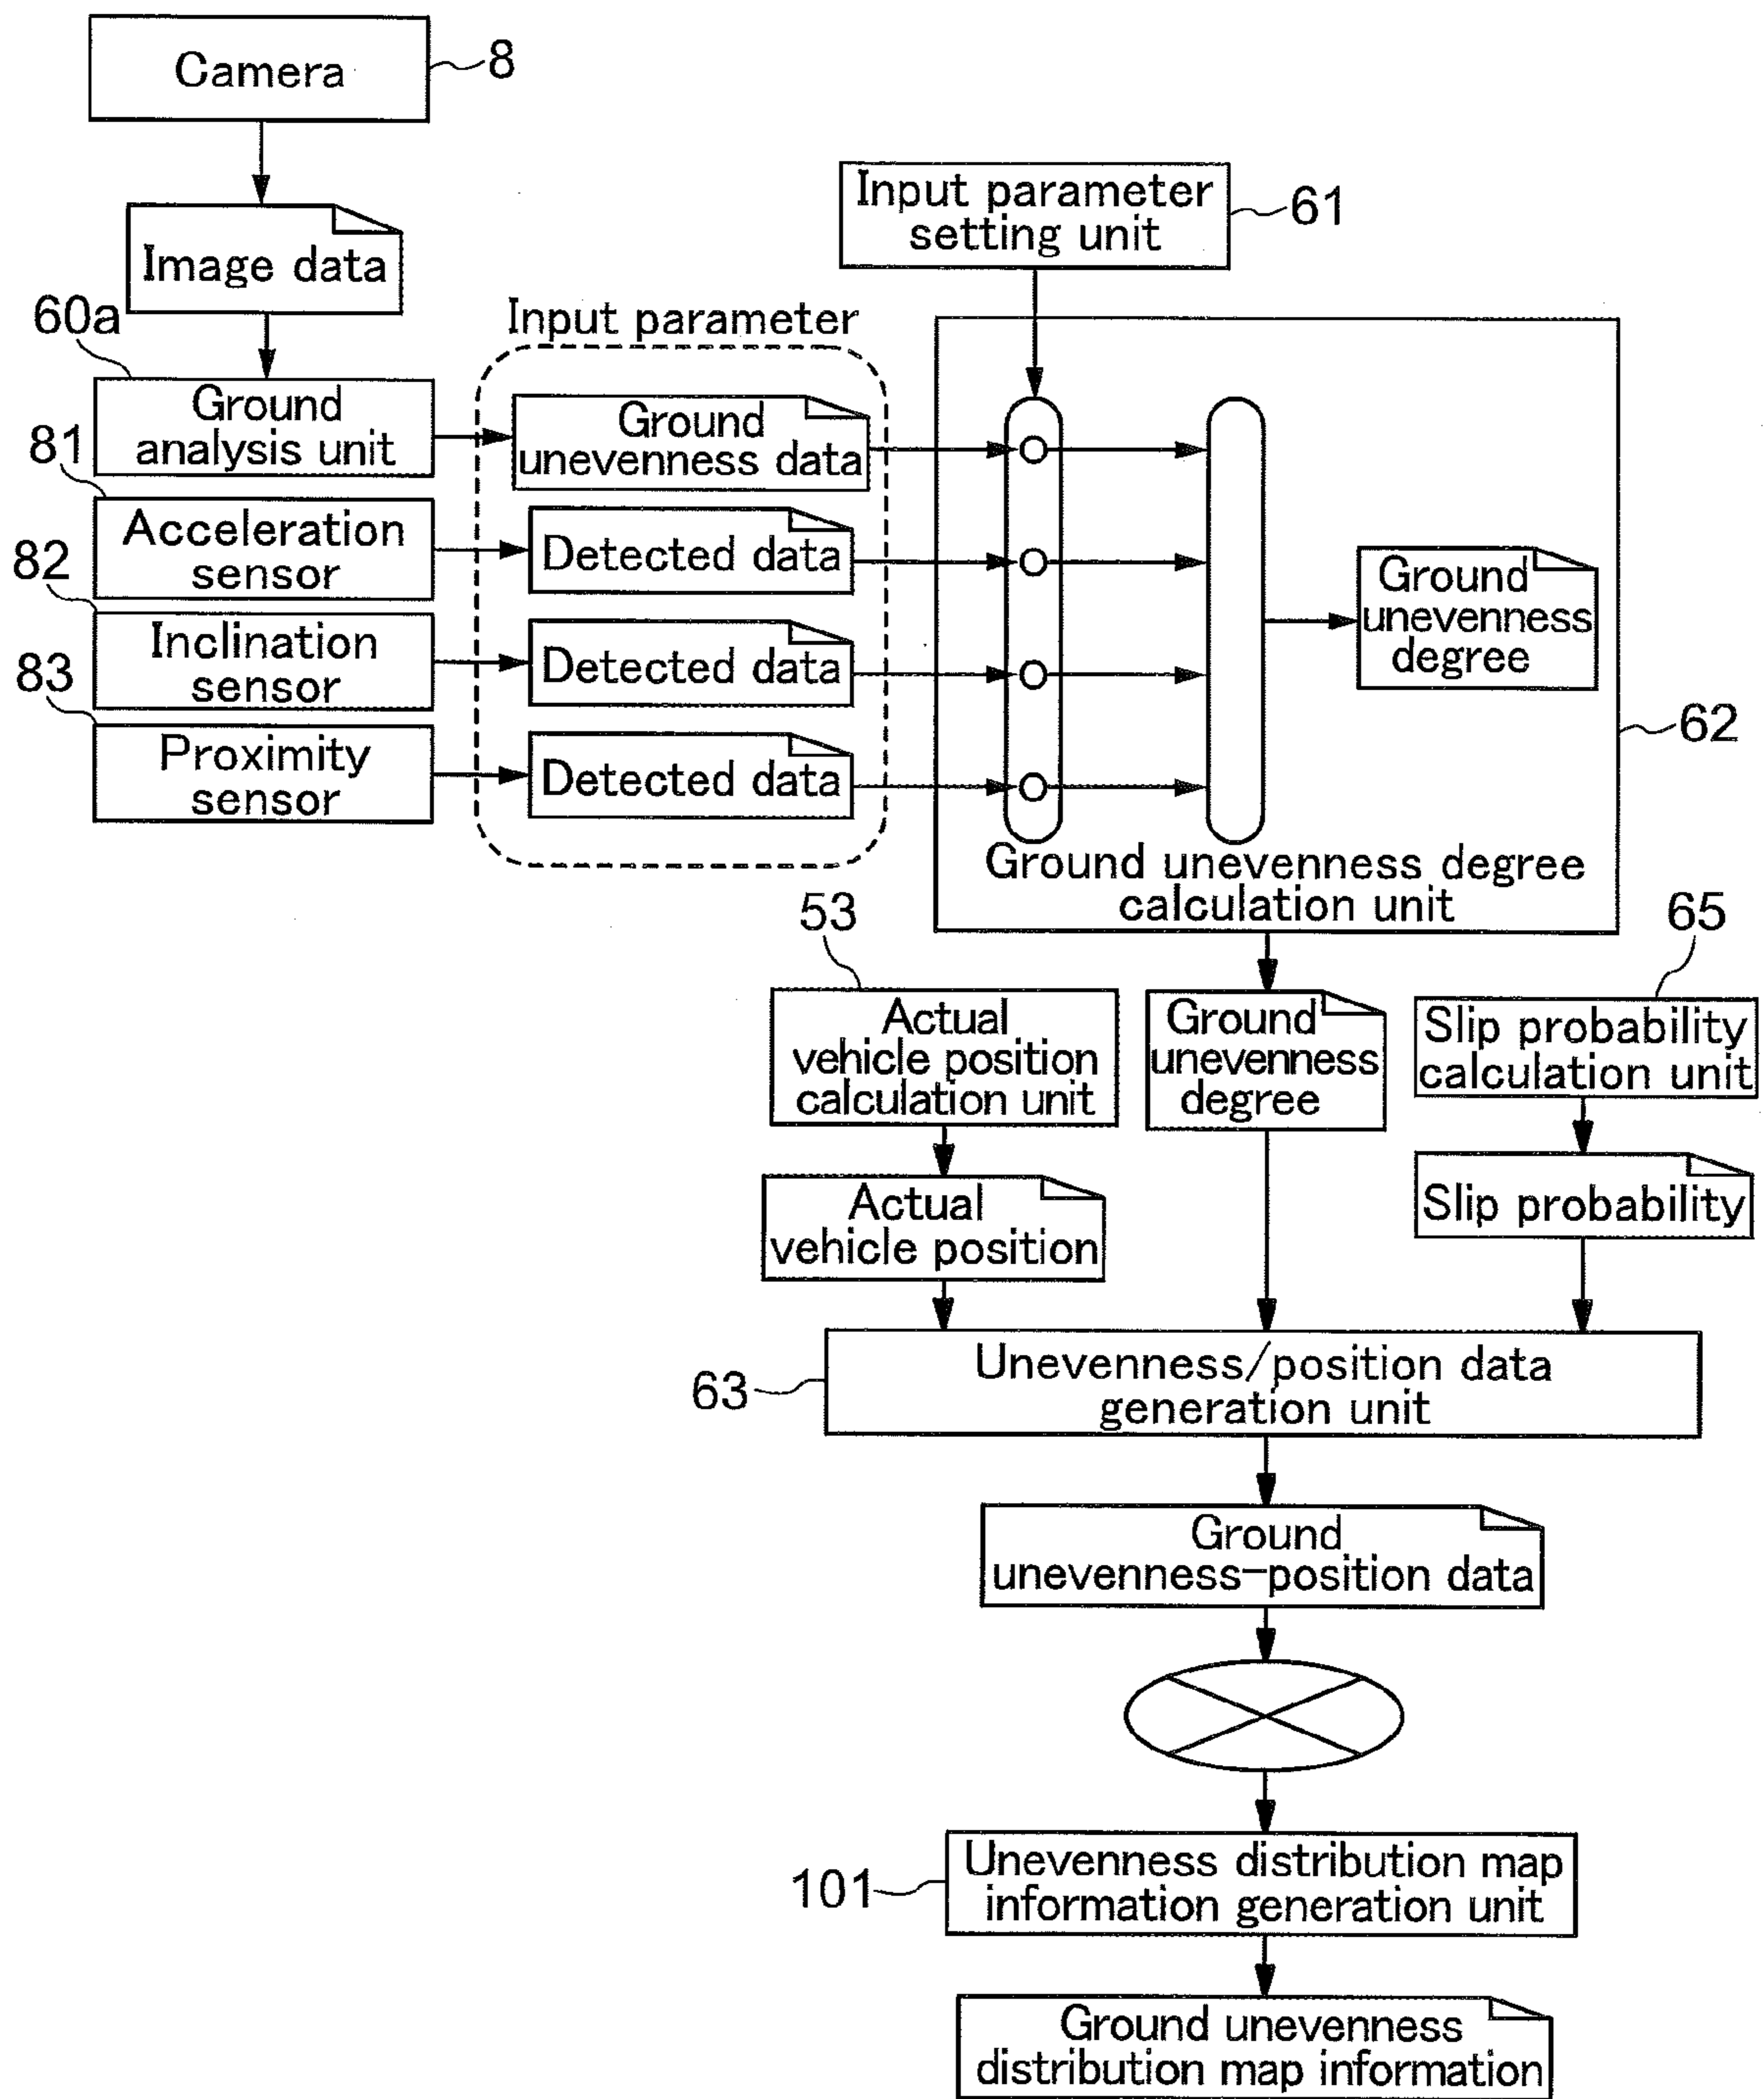 Camera
8
Image data
60a
Ground
analysis unit
81
Acceleration
sensor
82
Inclination
sensor
83
Proximity
sensor
Input parameter
Ground
unevenness data
Detected data
Detected data
Detected data
Input parameter
setting unit
61
Ground
unevenness
degree
62
Ground unevenness degree
calculation unit
53
Actual
vehicle position
calculation unit
Ground
unevenness
degree
65
Slip probability
calculation unit
Actual
vehicle position
Slip probability
63
Unevenness/position data
generation unit
Ground
unevenness-position data
101
Unevenness distribution map
information generation unit
Ground unevenness
distribution map information